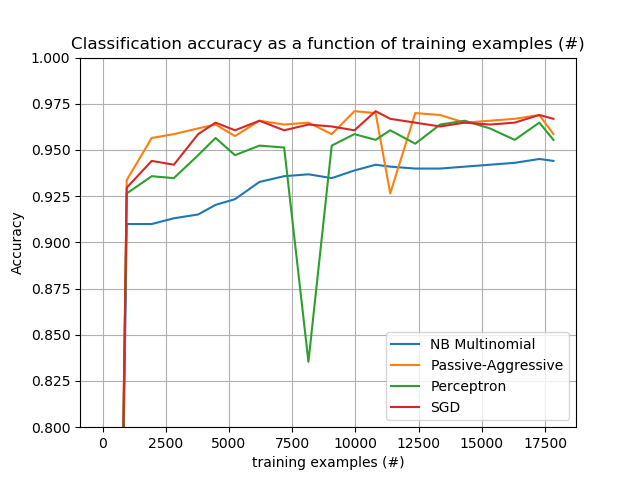 Classification accuracy as a function of training examples (#)
1.000
0.975
0.950
0.925
0.900
0.875
0.850
0.825
0.800
Accuracy
NB Multinomial
Passive-Aggressive
Perceptron
SGD
0 2500 5000 7500 10000 12500 15000 17500
training examples (#)